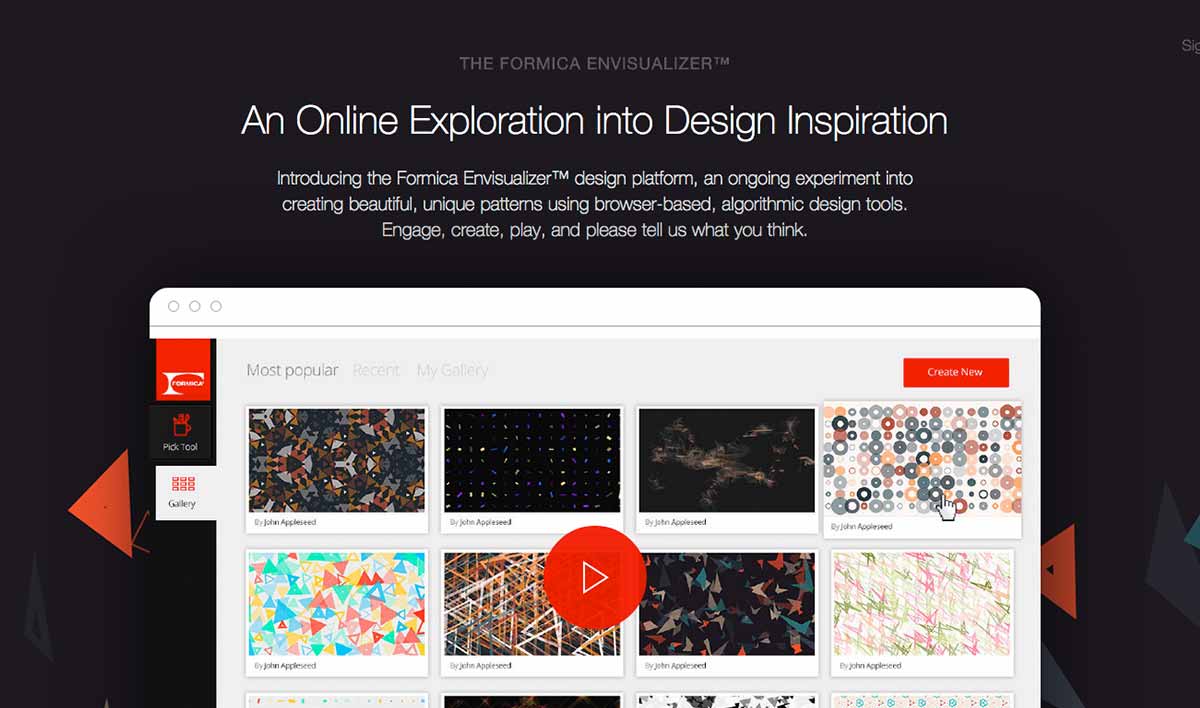 Sig
THE FORMICA ENVISUALIZER™
An Online Exploration into Design Inspiration
Introducing the Formica Envisualizer™ design platform, an ongoing experiment into
creating beautiful, unique patterns using browser-based, algorithmic design tools.
Engage, create, play, and please tell us what you think.
FORMICA
Most popular Recent My Gallery Create New
Pick Tool
Gallery
By John Appleseed By John Appleseed By John Appleseed By John Appleseed
By John Appleseed By John Appleseed By John Appleseed By John Appleseed